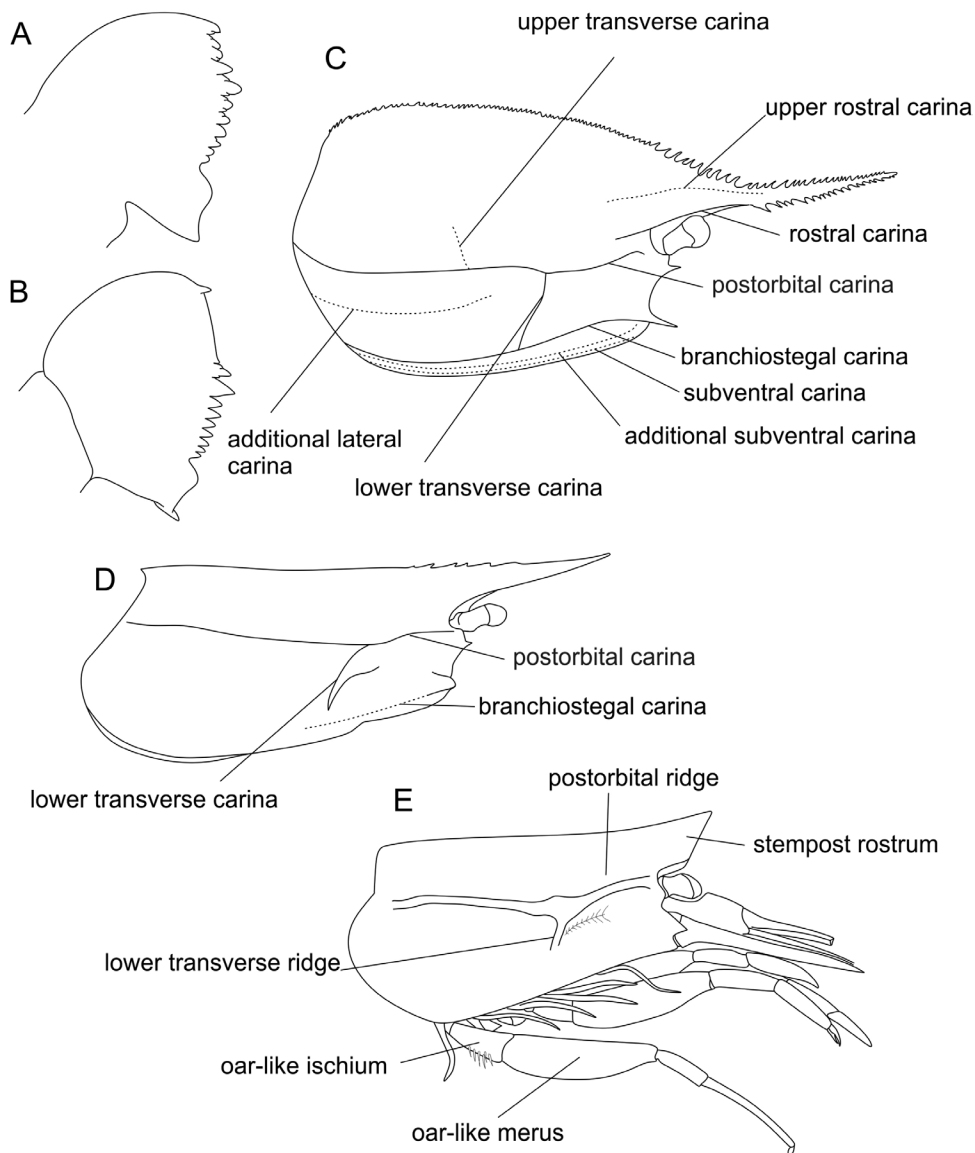 A
B
C
upper transverse carina
upper rostral carina
rostral carina
postorbital carina
branchiostegal carina
subventral carina
additional subventral carina
additional lateral
carina
lower transverse carina
D
postorbital carina
branchiostegal carina
lower transverse carina
E
postorbital ridge
stempost rostrum
lower transverse ridge
oar-like ischium
oar-like merus